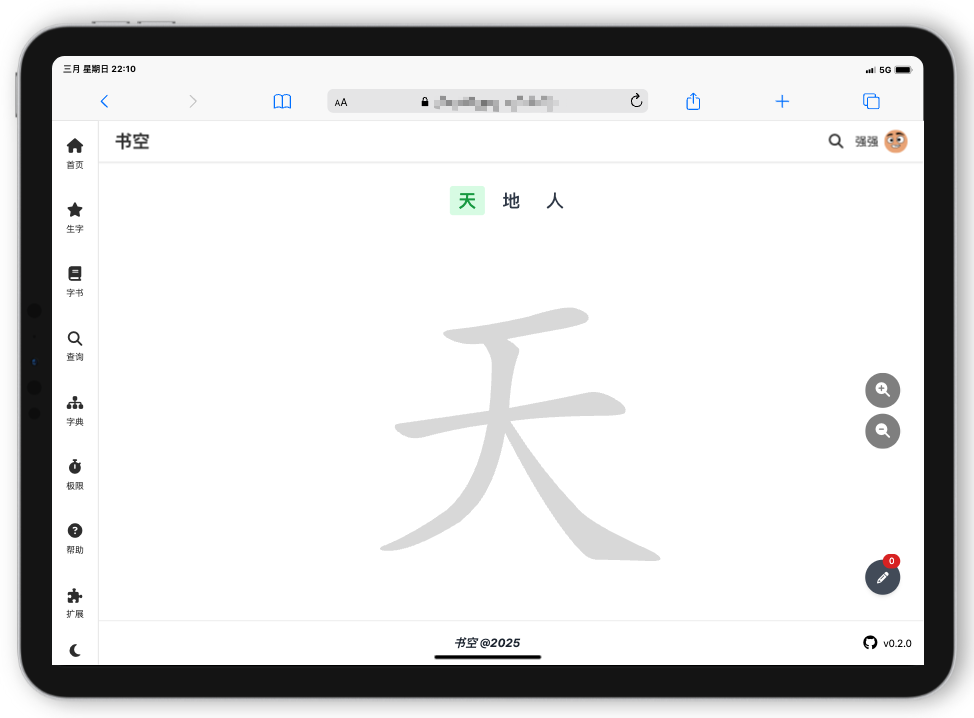 三月 星期日 22:10
5G
AA
书空
强强
首页
生字
字书
查询
字典
极限
帮助
扩展
天 地 人
天
0
书空 @2025
v0.2.0